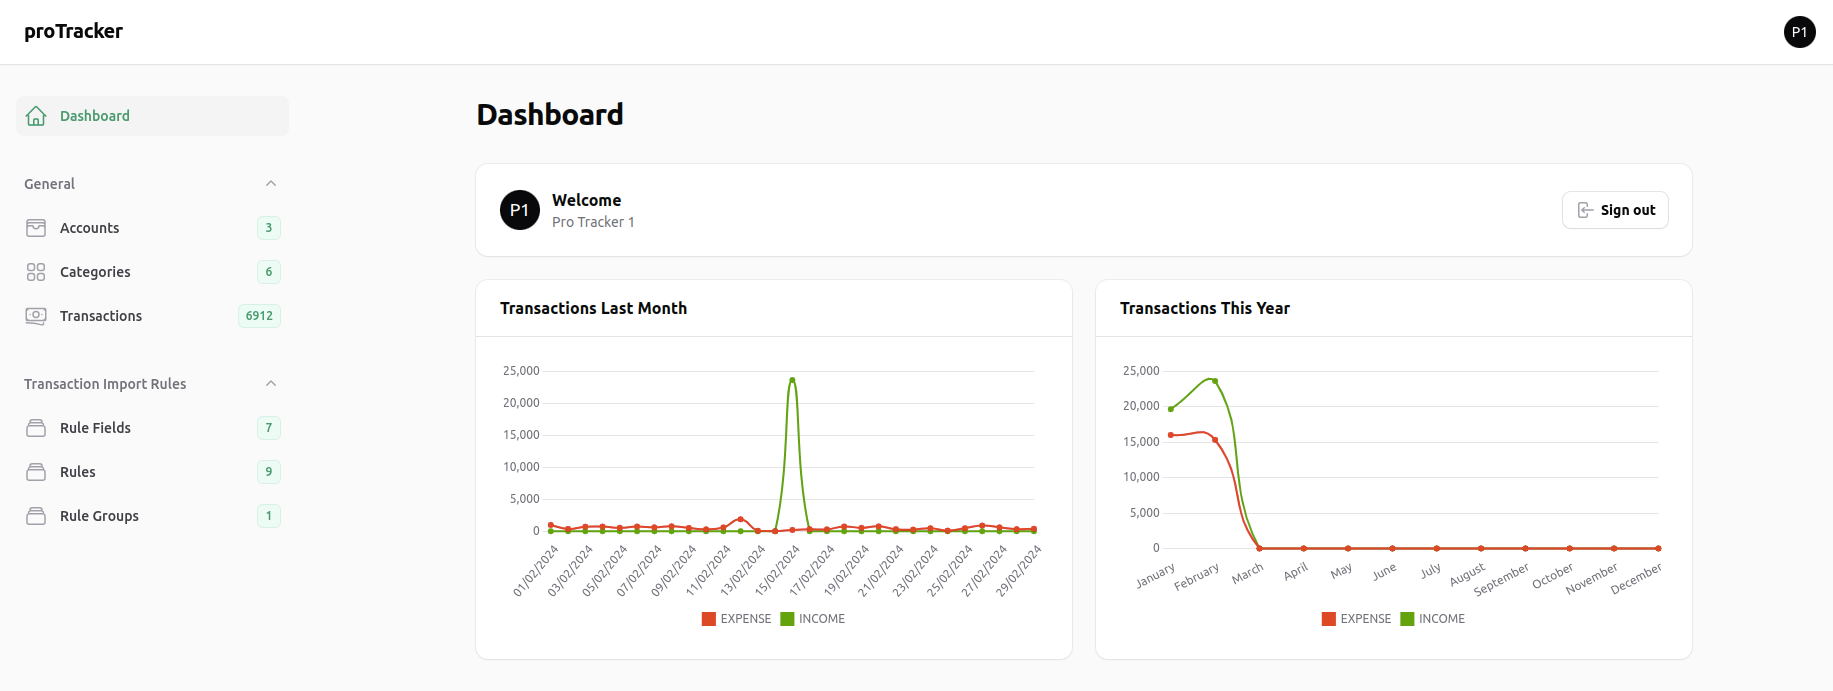 proTracker
P1
Dashboard
General
Accounts 3
Categories 6
Transactions 6912
Transaction Import Rules
Rule Fields 7
Rules 9
Rule Groups 1
Dashboard
P1
Welcome
Pro Tracker 1
Sign out
Transactions Last Month
25,000
20,000
15,000
10,000
5,000
0
01/02/2024
03/02/2024
05/02/2024
07/02/2024
09/02/2024
11/02/2024
13/02/2024
15/02/2024
17/02/2024
19/02/2024
21/02/2024
23/02/2024
25/02/2024
27/02/2024
29/02/2024
EXPENSE INCOME
Transactions This Year
25,000
20,000
15,000
10,000
5,000
0
January
February
March
April
May
June
July
August
September
October
November
December
EXPENSE INCOME